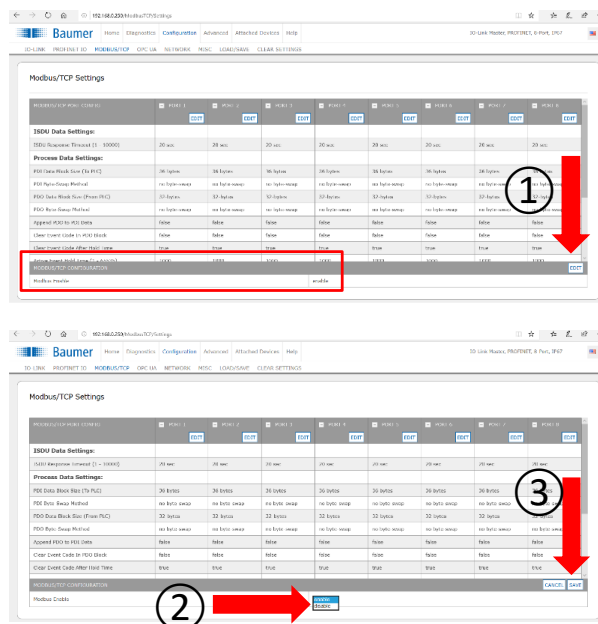 192.168.0.250/ModbusTCP/Settings
Baumer Home Diagnostics Configuration Advanced Attached Devices Help IO-Link Master, PROFINET, 8-Port, IP67
IO-LINK PROFINET IO MODBUS/TCP OPC UA NETWORK MISC LOAD/SAVE CLEAR SETTINGS
Modbus/TCP Settings
MODBUS/TCP PORT CONFIG PORT 1 PORT 2 PORT 3 PORT 4 PORT 5 PORT 6 PORT 7 PORT 8
EDIT EDIT EDIT EDIT EDIT EDIT EDIT EDIT
ISDU Data Settings:
ISDU Response Timeout (1 - 10000) 20 sec 20 sec 20 sec 20 sec 20 sec 20 sec 20 sec 20 sec
Process Data Settings:
PDI Data Block Size (To PLC) 36 bytes 36 bytes 36 bytes 36 bytes 36 bytes 36 bytes 36 bytes 36 bytes
PDI Byte-Swap Method no byte-swap no byte-swap no byte-swap no byte-swap no byte-swap no byte-swap no byte-swap
PDO Data Block Size (From PLC) 32-bytes 32-bytes 32-bytes 32-bytes 32-bytes 32-bytes 32-bytes
PDO Byte-Swap Method no byte-swap no byte-swap no byte-swap no byte-swap no byte-swap no byte-swap no byte-swap no byte-swap
Append PDO to PDI Data false false false false false false false false
Clear Event Code In PDO Block false false false false false false false false
Clear Event Code After Hold Time true true true true true true true true
1000 1000 1000 1000 1000 1000 1000 1000
MODBUS/TCP CONFIGURATION EDIT
Modbus Enable enable
1
192.168.0.250/ModbusTCP/Settings
Baumer Home Diagnostics Configuration Advanced Attached Devices Help IO-Link Master, PROFINET, 8-Port, IP67
IO-LINK PROFINET IO MODBUS/TCP OPC UA NETWORK MISC LOAD/SAVE CLEAR SETTINGS
Modbus/TCP Settings
MODBUS/TCP PORT CONFIG PORT 1 PORT 2 PORT 3 PORT 4 PORT 5 PORT 6 PORT 7 PORT 8
EDIT EDIT EDIT EDIT EDIT EDIT EDIT EDIT
ISDU Data Settings:
ISDU Response Timeout (1 - 10000) 20 sec 20 sec 20 sec 20 sec 20 sec 20 sec 20 sec 20 sec
Process Data Settings:
PDI Data Block Size (To PLC) 36 bytes 36 bytes 36 bytes 36 bytes 36 bytes 36 bytes 36 bytes 36 bytes
PDI Byte-Swap Method no byte-swap no byte-swap no byte-swap no byte-swap no byte-swap no byte-swap no byte-swap
PDO Data Block Size (From PLC) 32 bytes 32 bytes 32 bytes 32 bytes 32 bytes 32 bytes 32 bytes
PDO Byte-Swap Method no byte-swap no byte-swap no byte-swap no byte-swap no byte-swap no byte-swap no byte-swap no byte-swap
Append PDO to PDI Data false false false false false false false false
Clear Event Code In PDO Block false false false false false false false false
Clear Event Code After Hold Time true true true true true true true true
MODBUS/TCP CONFIGURATION CANCEL SAVE
Modbus Enable enable
disable
3
2